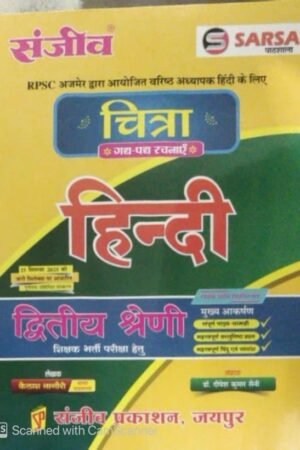 संजीव
SARSA
पाठशाला
RPSC अजमेर द्वारा आयोजित वरिष्ठ अध्यापक हिंदी के लिए
चित्रा
गद्य-पद्य रचनाएँ
हिन्दी
द्वितीय श्रेणी
शिक्षक भर्ती परीक्षा हेतु
मुख्य आकर्षण
लेखक
कैलाश नागौरी
डॉ. दीपेश कुमार सैनी
संजीव प्रकाशन, जयपुर
Scanned with CamScanner